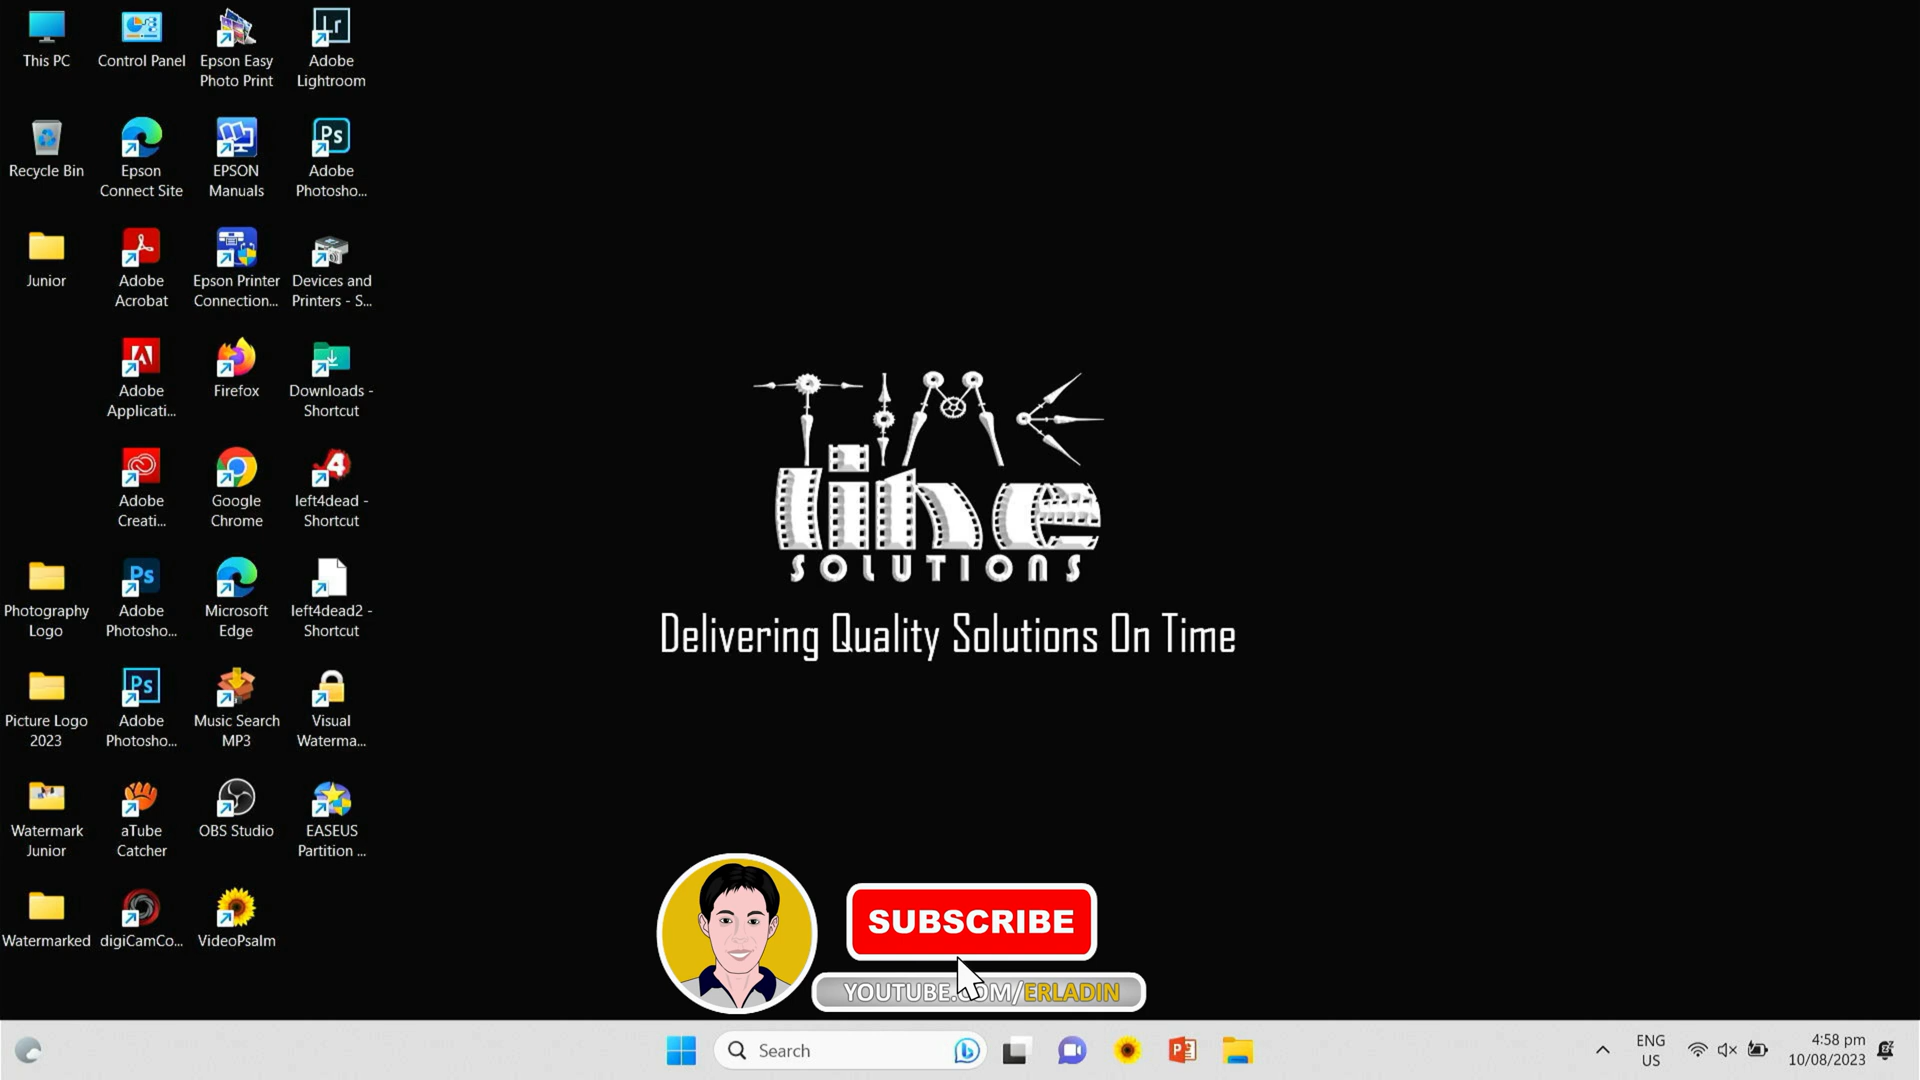 This PC
Control Panel
Epson Easy
Photo Print
Adobe
Lightroom
Recycle Bin
Epson
Connect Site
EPSON
Manuals
Adobe
Photosho...
Junior
Adobe
Acrobat
Epson Printer
Connection...
Devices and
Printers - S...
Adobe
Applicati...
Firefox
Downloads -
Shortcut
Adobe
Creati...
Google
Chrome
left4dead -
Shortcut
Photography
Logo
Adobe
Photosho...
Microsoft
Edge
left4dead2 -
Shortcut
Picture Logo
2023
Adobe
Photosho...
Music Search
MP3
Visual
Waterma...
Watermark
Junior
aTube
Catcher
OBS Studio
EASEUS
Partition ...
Watermarked
digiCamCo...
VideoPsalm
TIME
line
SOLUTIONS
Delivering Quality Solutions On Time
SUBSCRIBE
YOUTUBE.COM/ERLADIN
Search
ENG
US
4:58 pm
10/08/2023